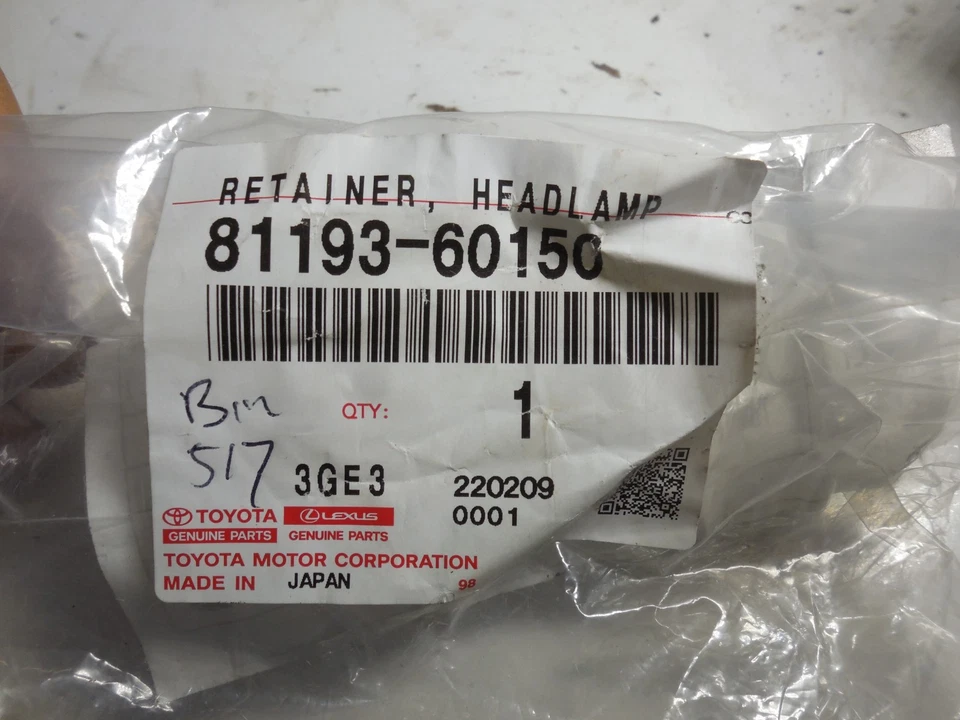 RETAINER, HEADLAMP
81193-60150
Bin
517
QTY: 1
3GE3
220209
0001
TOYOTA
GENUINE PARTS
LEXUS
GENUINE PARTS
TOYOTA MOTOR CORPORATION
MADE IN JAPAN
98